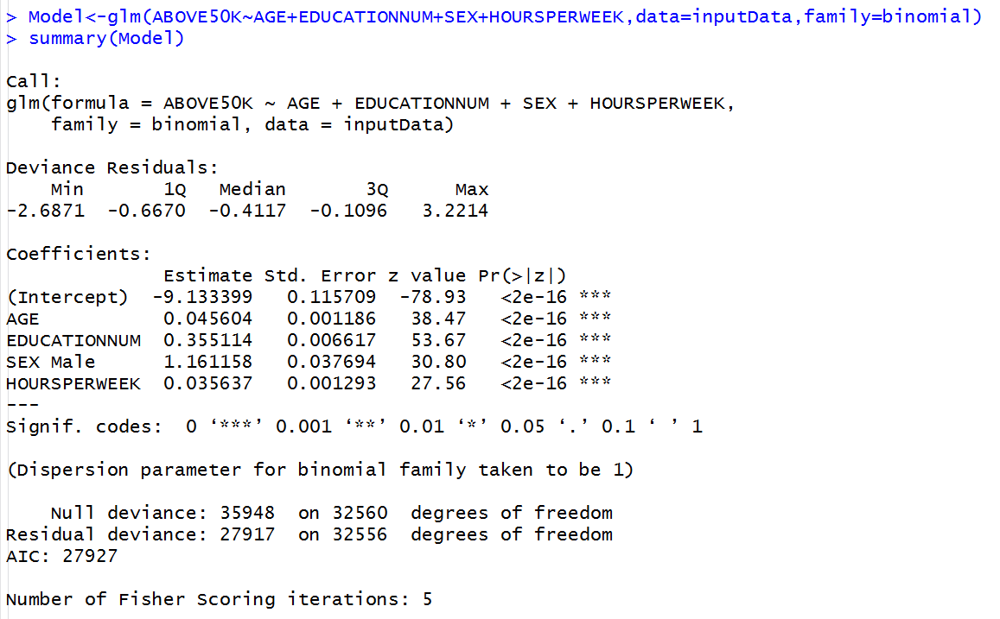 > Model<-glm(ABOVE50K~AGE+EDUCATIONNUM+SEX+HOURSPERWEEK,data=inputData,family=binomial)
> summary(Model)
Call:
glm(formula = ABOVE50K ~ AGE + EDUCATIONNUM + SEX + HOURSPERWEEK,
    family = binomial, data = inputData)
Deviance Residuals:
    Min       1Q   Median       3Q      Max
-2.6871  -0.6670  -0.4117  -0.1096   3.2214
Coefficients:
              Estimate Std. Error z value Pr(>|z|)
(Intercept)  -9.133399   0.115709  -78.93   <2e-16 ***
AGE           0.045604   0.001186   38.47   <2e-16 ***
EDUCATIONNUM  0.355114   0.006617   53.67   <2e-16 ***
SEX Male      1.161158   0.037694   30.80   <2e-16 ***
HOURSPERWEEK  0.035637   0.001293   27.56   <2e-16 ***
---
Signif. codes:  0 ‘***’ 0.001 ‘**’ 0.01 ‘*’ 0.05 ‘.’ 0.1 ‘ ’ 1
(Dispersion parameter for binomial family taken to be 1)
    Null deviance: 35948  on 32560  degrees of freedom
Residual deviance: 27917  on 32556  degrees of freedom
AIC: 27927
Number of Fisher Scoring iterations: 5